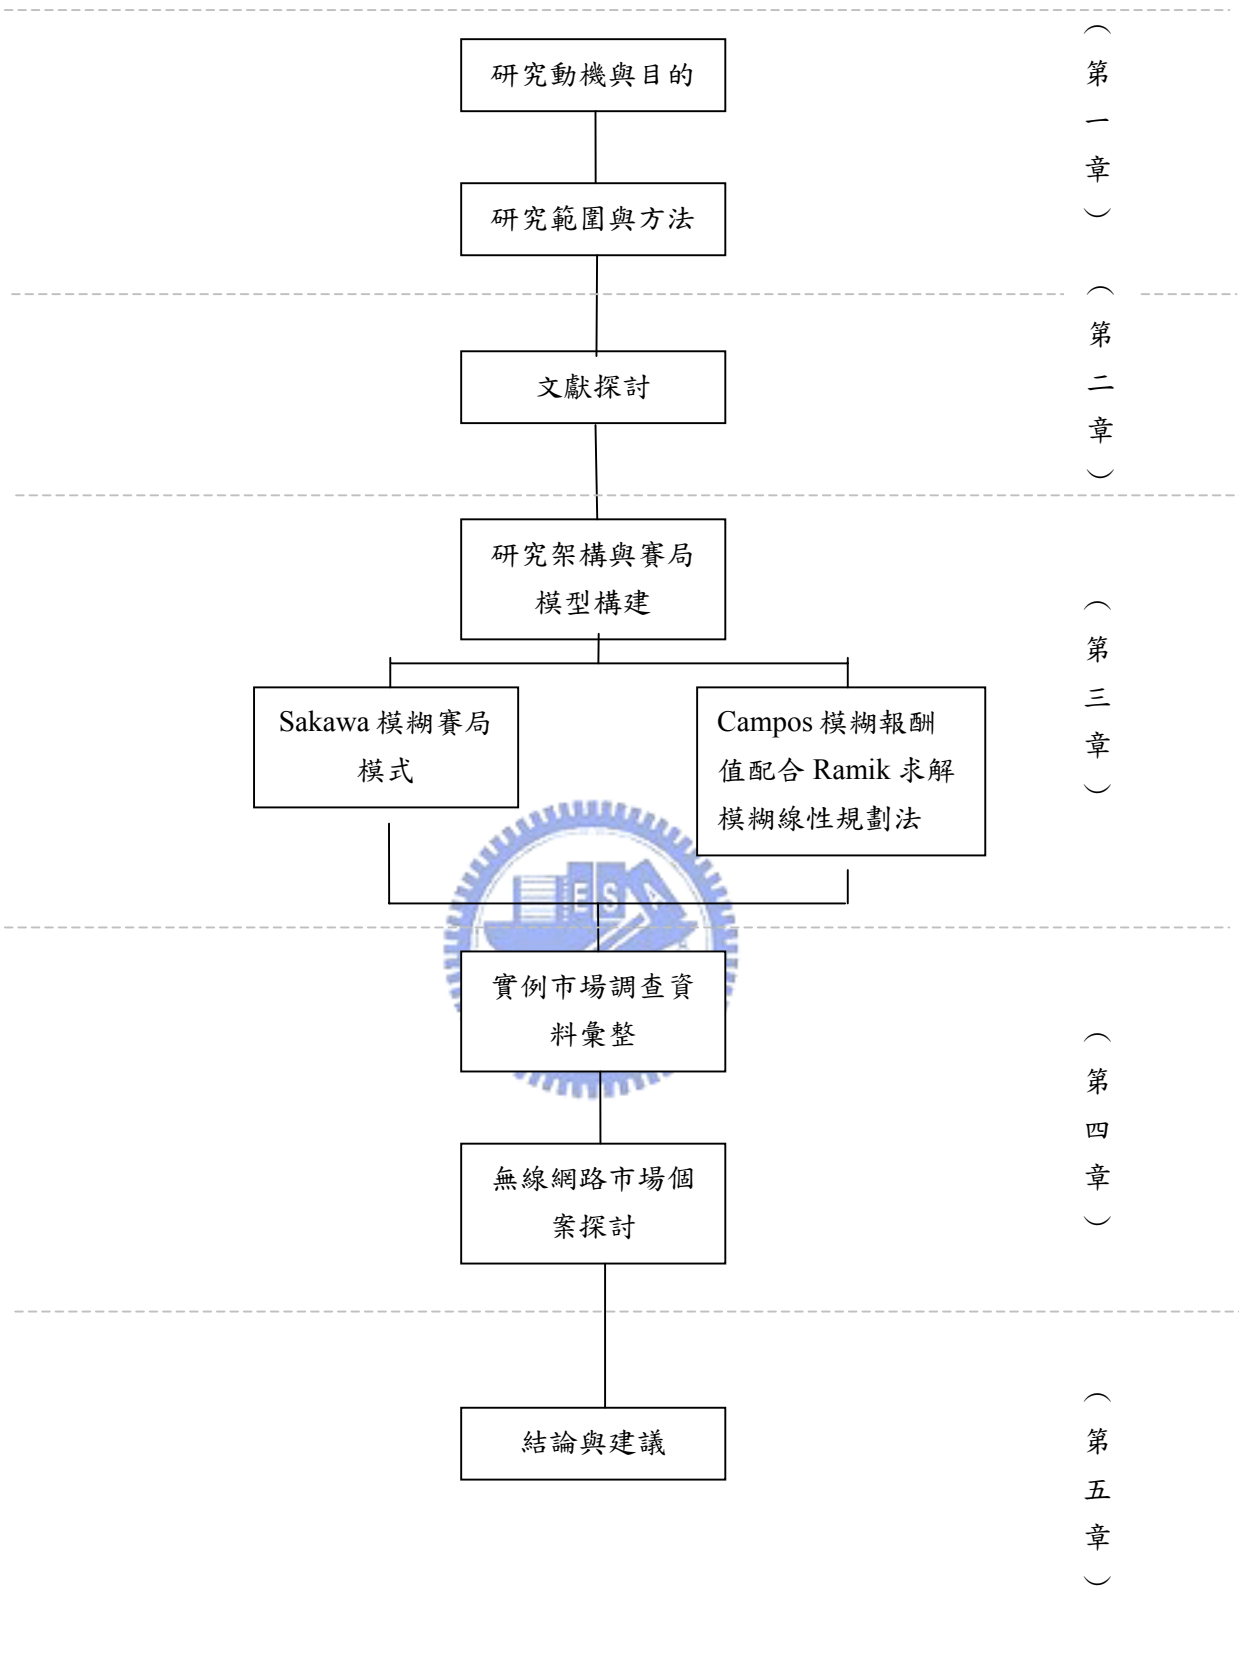 研究動機與目的
研究範圍與方法
（第一章）
文獻探討
（第二章）
研究架構與賽局
模型構建
Sakawa 模糊賽局
模式
Campos 模糊報酬
值配合 Ramik 求解
模糊線性規劃法
（第三章）
ESA
實例市場調查資
料彙整
無線網路市場個
案探討
（第四章）
結論與建議
（第五章）